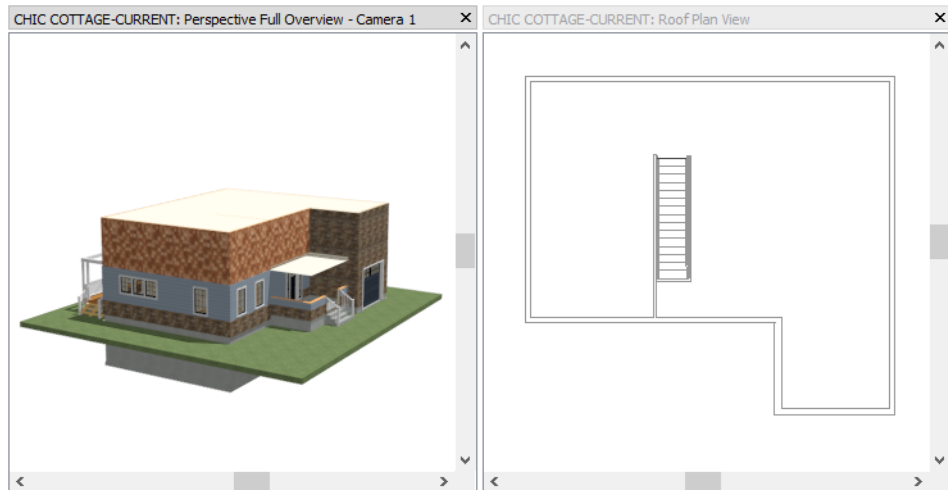 CHIC COTTAGE-CURRENT: Perspective Full Overview - Camera 1
CHIC COTTAGE-CURRENT: Roof Plan View